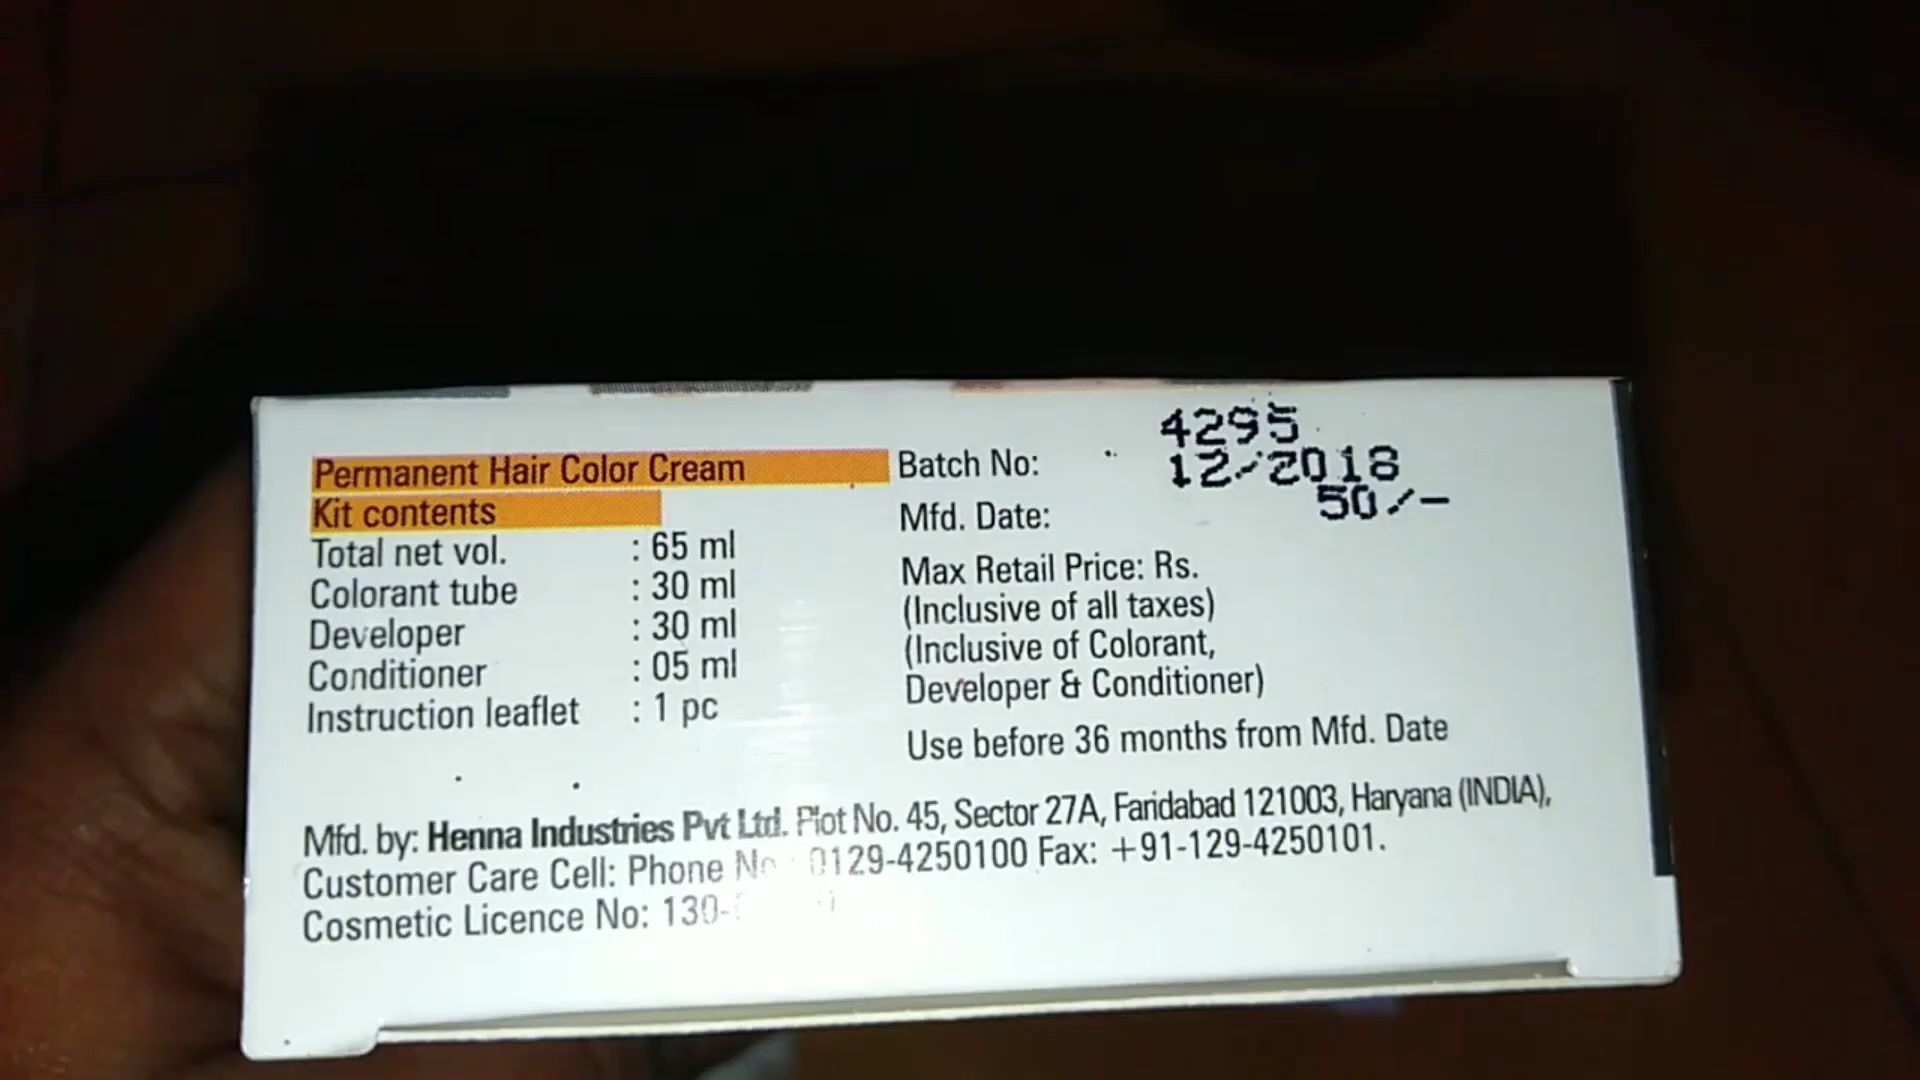 4295
Permanent Hair Color Cream
Batch No:
12/2018
Kit contents
50/-
Mfd. Date:
Total net vol. : 65 ml
Colorant tube : 30 ml
Max Retail Price: Rs.
(Inclusive of all taxes)
Developer : 30 ml
(Inclusive of Colorant,
Conditioner : 05 ml
Developer & Conditioner)
Instruction leaflet : 1 pc
Use before 36 months from Mfd. Date
Mfd. by: Henna Industries Pvt Ltd. Plot No. 45, Sector 27A, Faridabad 121003, Haryana (INDIA),
Customer Care Cell: Phone No : 0129-4250100 Fax: +91-129-4250101.
Cosmetic Licence No: